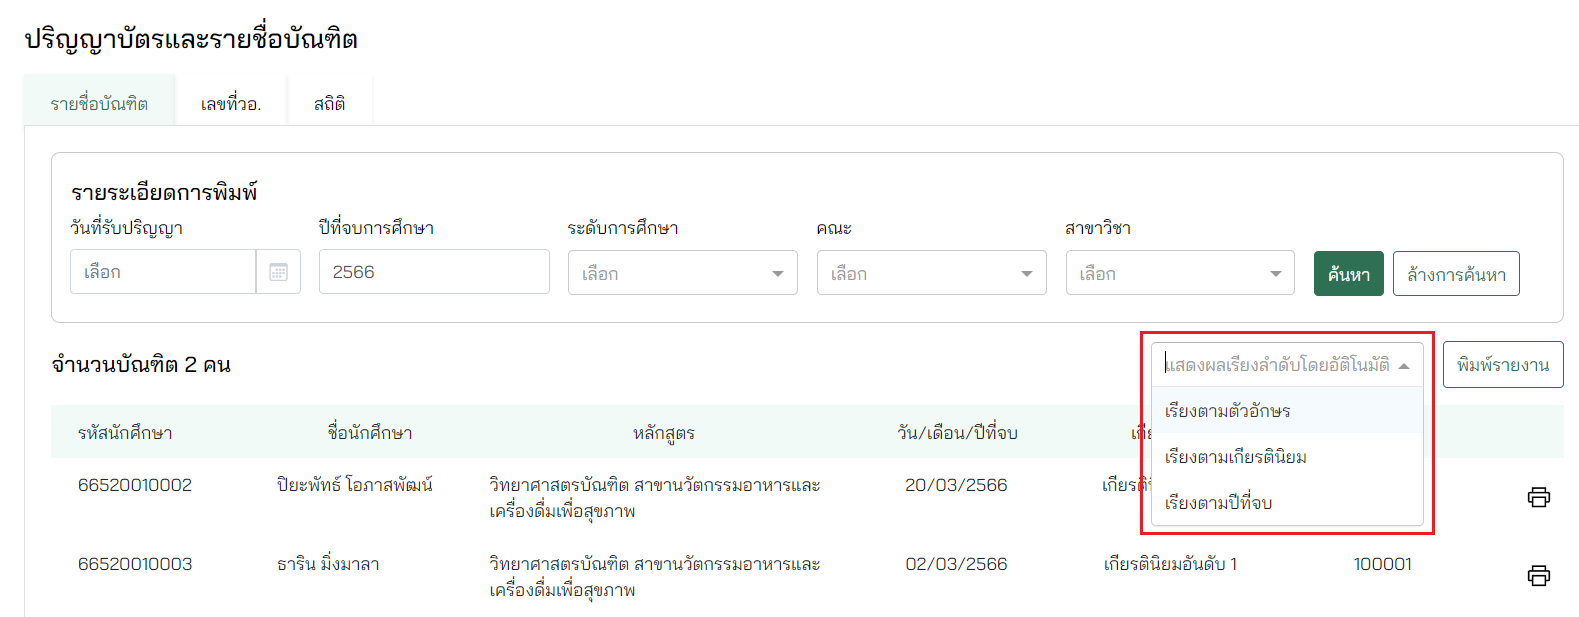 ปริญญาบัตรและรายชื่อบัณฑิต
รายชื่อบัณฑิต เลขที่วอ. สถิติ
รายระเอียดการพิมพ์
วันที่รับปริญญา ปีที่จบการศึกษา ระดับการศึกษา คณะ สาขาวิชา
เลือก 2566 เลือก เลือก เลือก ค้นหา ล้างการค้นหา
จำนวนบัณฑิต 2 คน แสดงผลเรียงลำดับโดยอัติโนมัติ พิมพ์รายงาน
เรียงตามตัวอักษร
เรียงตามเกียรตินิยม
เรียงตามปีที่จบ
รหัสนักศึกษา ชื่อนักศึกษา หลักสูตร วัน/เดือน/ปีที่จบ
66520010002 ปิยะพัทธ์ โอภาสพัฒน์ วิทยาศาสตรบัณฑิต สาขานวัตกรรมอาหารและ 20/03/2566
เครื่องดื่มเพื่อสุขภาพ
66520010003 ธาริน มิ่งมาลา วิทยาศาสตรบัณฑิต สาขานวัตกรรมอาหารและ 02/03/2566 เกียรตินิยมอันดับ 1 100001
เครื่องดื่มเพื่อสุขภาพ